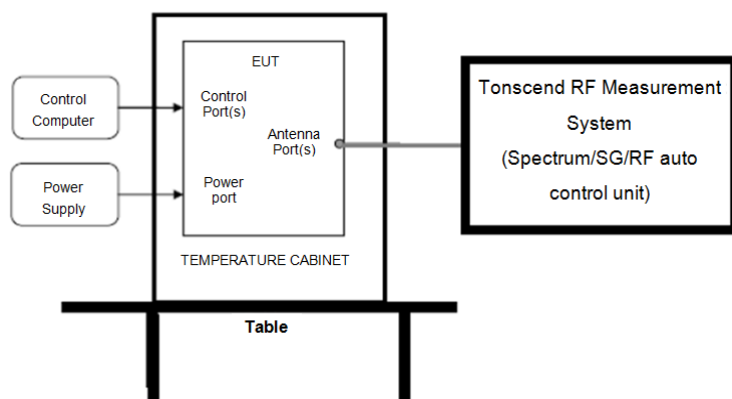 EUT
Control
Port(s)
Antenna
Port(s)
Power
port
TEMPERATURE CABINET
Control
Computer
Power
Supply
Tonscend RF Measurement
System
(Spectrum/SG/RF auto
control unit)
Table